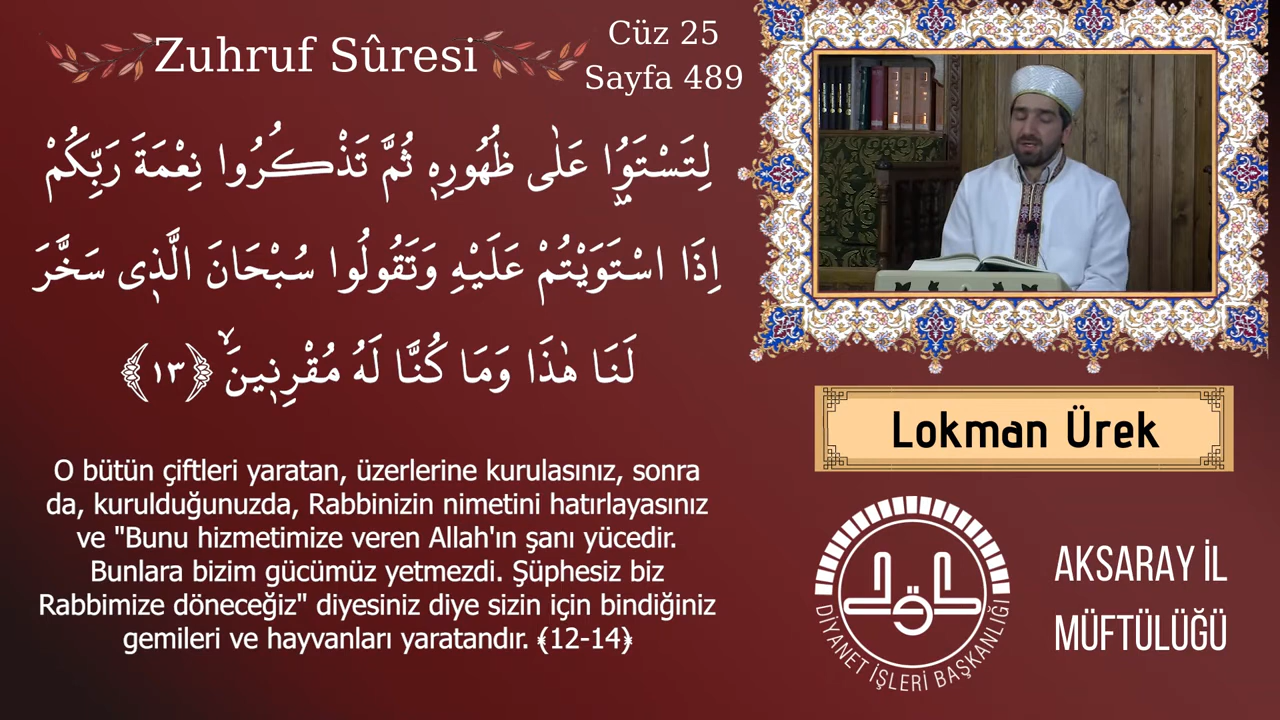 Zuhruf Sûresi
Cüz 25
Sayfa 489
لِتَسْتَوُ۫ا عَلٰى ظُهُورِه۪ ثُمَّ تَذْكُرُوا نِعْمَةَ رَبِّكُمْ
اِذَا اسْتَوَيْتُمْ عَلَيْهِ وَتَقُولُوا سُبْحَانَ الَّذ۪ى سَخَّرَ
لَنَا هٰذَا وَمَا كُنَّا لَهُ مُقْرِن۪ينَۙ ﴿١٣﴾
O bütün çiftleri yaratan, üzerlerine kurulasınız, sonra
da, kurulduğunuzda, Rabbinizin nimetini hatırlayasınız
ve "Bunu hizmetimize veren Allah'ın şanı yücedir.
Bunlara bizim gücümüz yetmezdi. Şüphesiz biz
Rabbimize döneceğiz" diyesiniz diye sizin için bindiğiniz
gemileri ve hayvanları yaratandır. ﴾12-14﴿
Lokman Ürek
DİYANET İŞLERİ BAŞKANLIĞI
AKSARAY İL
MÜFTÜLÜĞÜ